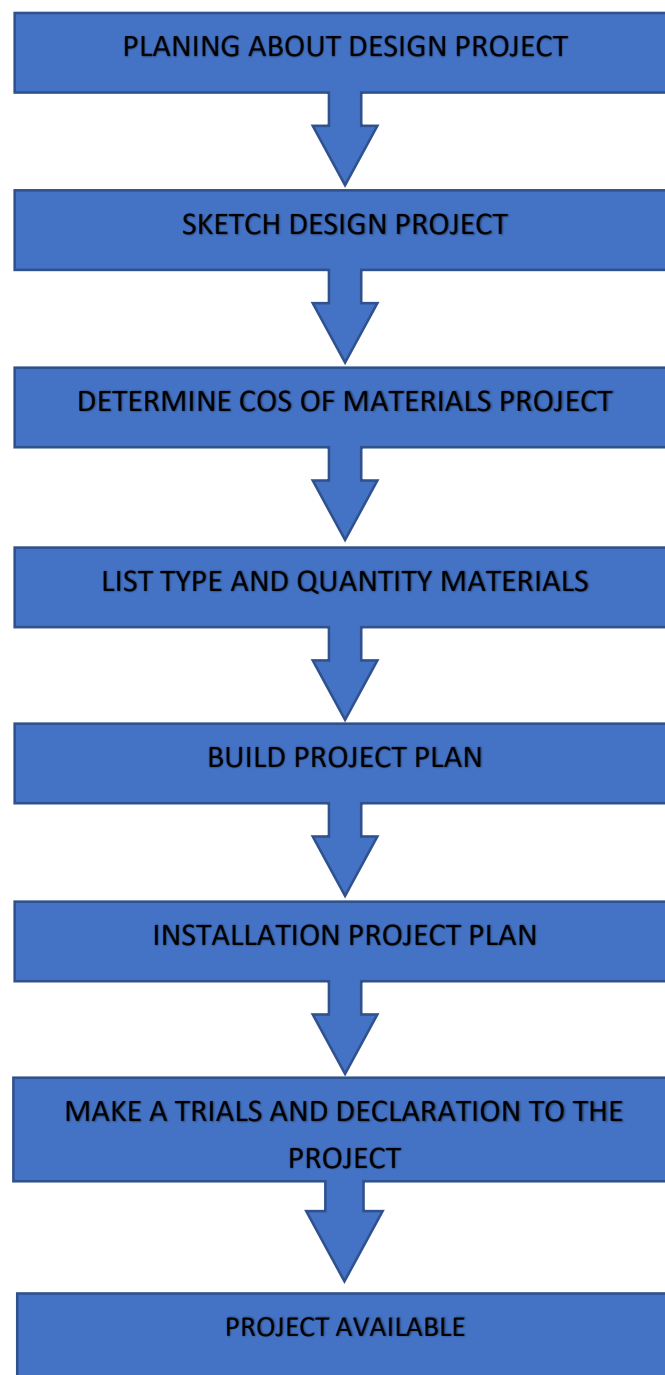 PLANING ABOUT DESIGN PROJECT
SKETCH DESIGN PROJECT
DETERMINE COS OF MATERIALS PROJECT
LIST TYPE AND QUANTITY MATERIALS
BUILD PROJECT PLAN
INSTALLATION PROJECT PLAN
MAKE A TRIALS AND DECLARATION TO THE
PROJECT
PROJECT AVAILABLE